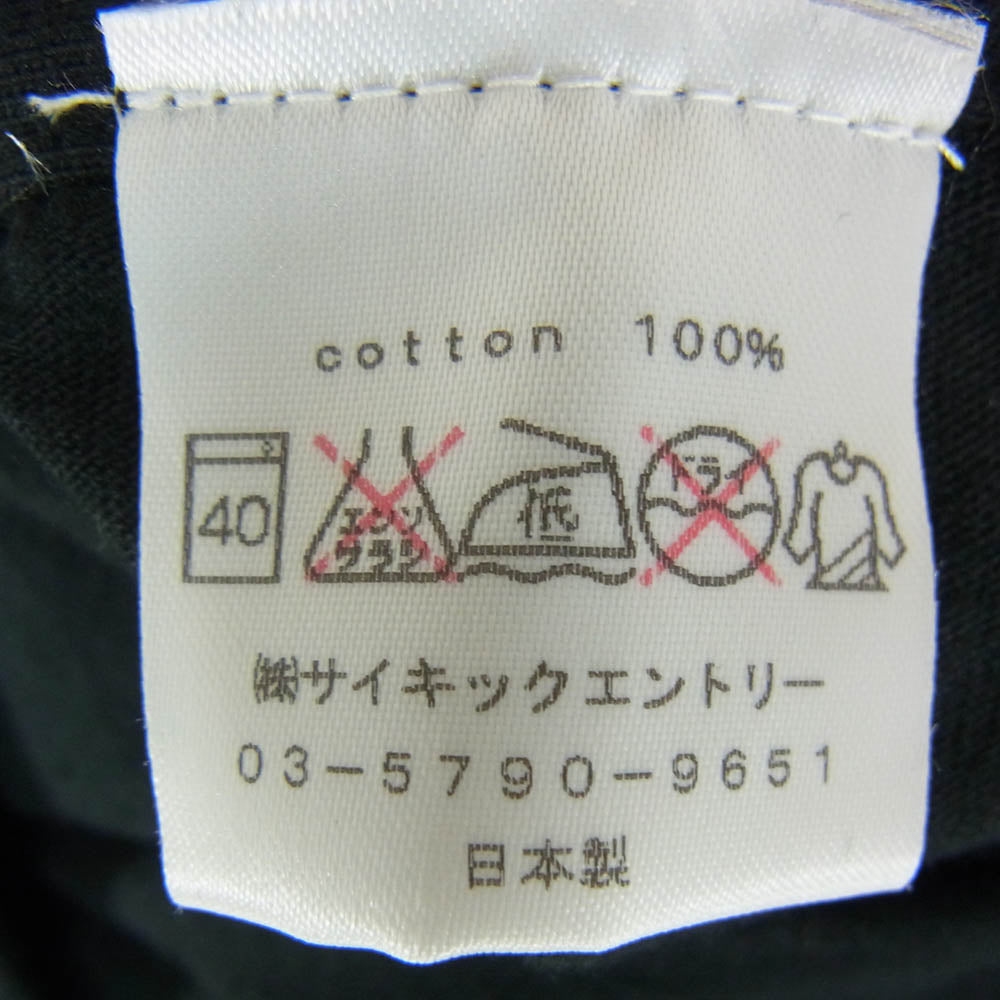 cotton 100%
40 エンソ 低 ドライ
サラシ
㈱サイキックエントリー
03-5790-9651
日本製